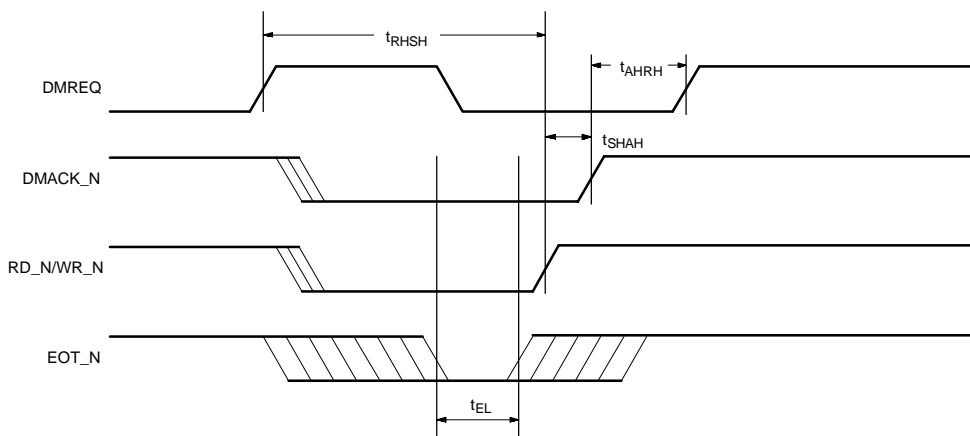 tRHSH
tAHRH
DMREQ
tSHAH
DMACK_N
RD_N/WR_N
EOT_N
tEL